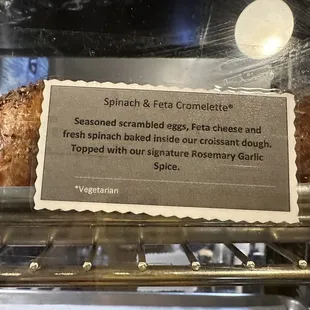 Spinach & Feta Cromelette*
Seasoned scrambled eggs, Feta cheese and
fresh spinach baked inside our croissant dough.
Topped with our signature Rosemary Garlic
Spice.
*Vegetarian